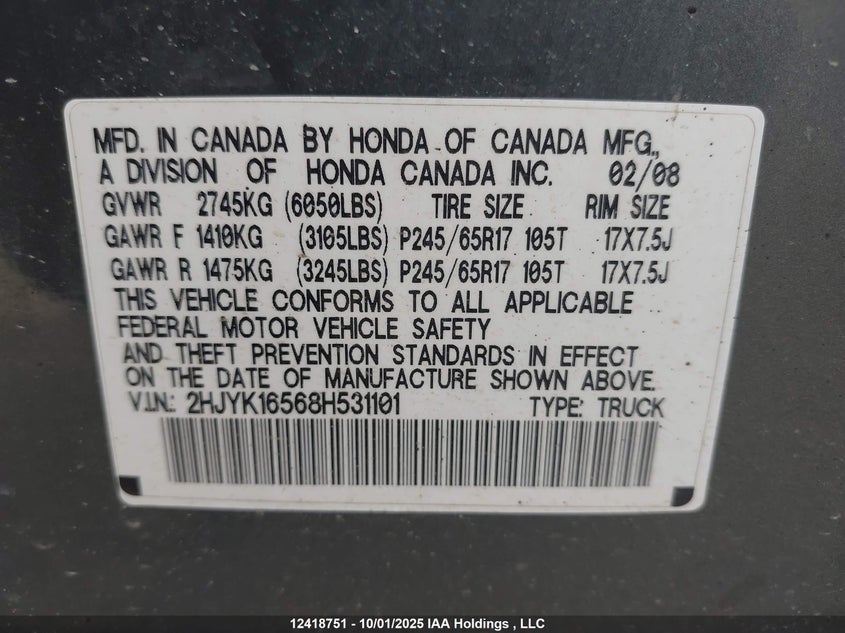 MFD. IN CANADA BY HONDA OF CANADA MFG.,
A DIVISION OF HONDA CANADA INC. 02/08
GVWR 2745KG (6050LBS) TIRE SIZE RIM SIZE
GAWR F 1410KG (3105LBS) P245/65R17 105T 17X7.5J
GAWR R 1475KG (3245LBS) P245/65R17 105T 17X7.5J
THIS VEHICLE CONFORMS TO ALL APPLICABLE
FEDERAL MOTOR VEHICLE SAFETY
AND THEFT PREVENTION STANDARDS IN EFFECT
ON THE DATE OF MANUFACTURE SHOWN ABOVE.
V.I.N.: 2HJYK16568H531101 TYPE: TRUCK
12418751 - 10/01/2025 IAA Holdings , LLC